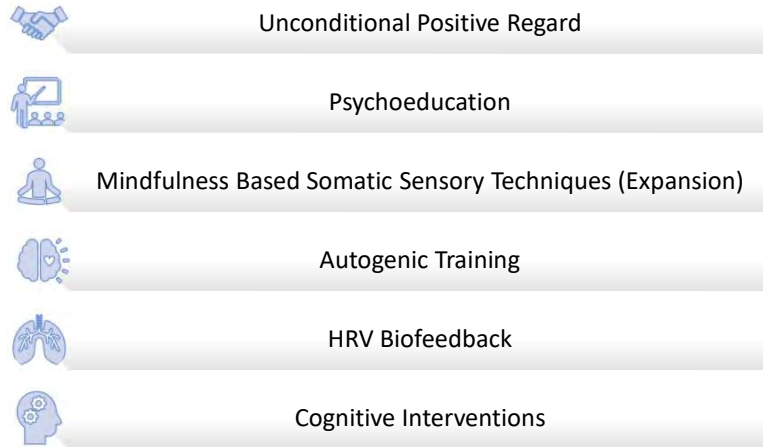 Unconditional Positive Regard
Psychoeducation
Mindfulness Based Somatic Sensory Techniques (Expansion)
Autogenic Training
HRV Biofeedback
Cognitive Interventions